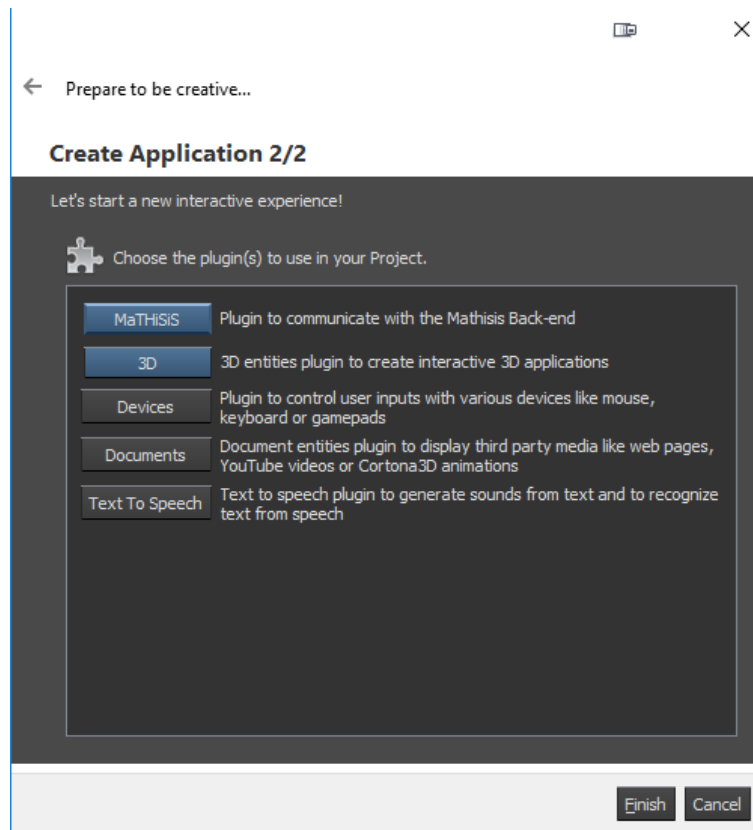 Prepare to be creative...
Create Application 2/2
Let's start a new interactive experience!
Choose the plugin(s) to use in your Project.
MaTHiSiS
Plugin to communicate with the Mathisis Back-end
3D
3D entities plugin to create interactive 3D applications
Devices
Plugin to control user inputs with various devices like mouse,
keyboard or gamepads
Documents
Document entities plugin to display third party media like web pages,
YouTube videos or Cortona3D animations
Text To Speech
Text to speech plugin to generate sounds from text and to recognize
text from speech
Finish
Cancel